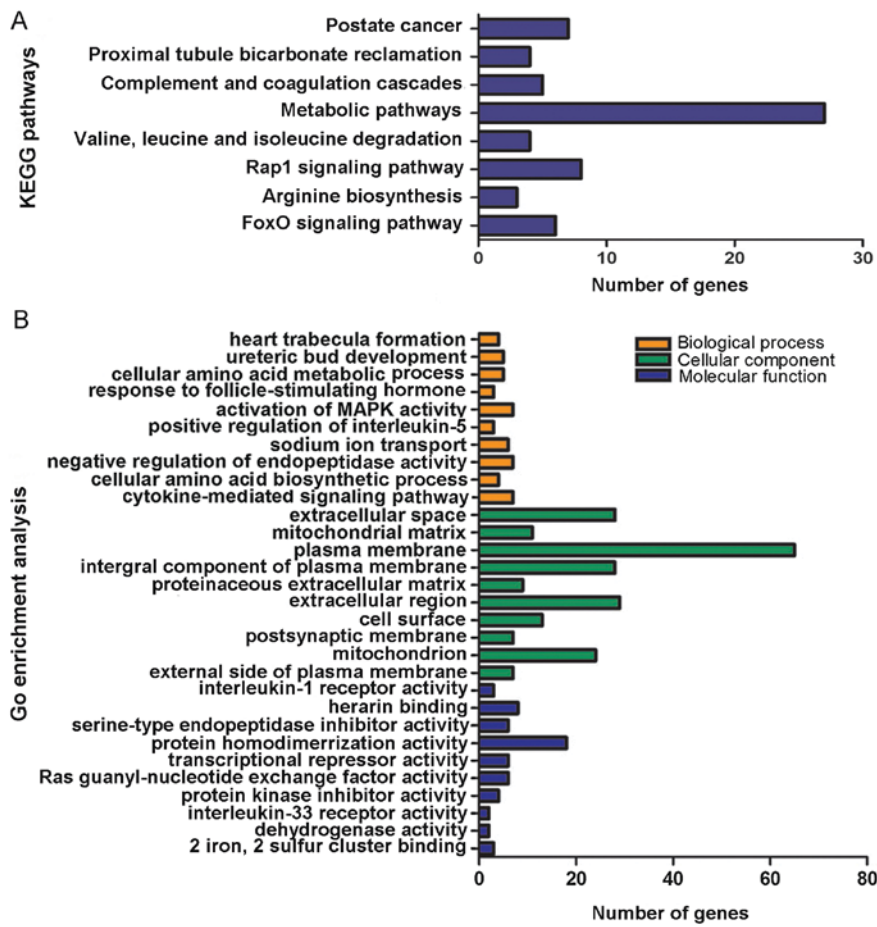 A
KEGG pathways
Postate cancer
Proximal tubule bicarbonate reclamation
Complement and coagulation cascades
Metabolic pathways
Valine, leucine and isoleucine degradation
Rap1 signaling pathway
Arginine biosynthesis
FoxO signaling pathway
0 10 20 30
Number of genes
B
Go enrichment analysis
heart trabecula formation
ureteric bud development
cellular amino acid metabolic process
response to follicle-stimulating hormone
activation of MAPK activity
positive regulation of interleukin-5
sodium ion transport
negative regulation of endopeptidase activity
cellular amino acid biosynthetic process
cytokine-mediated signaling pathway
extracellular space
mitochondrial matrix
plasma membrane
intergral component of plasma membrane
proteinaceous extracellular matrix
extracellular region
cell surface
postsynaptic membrane
mitochondrion
external side of plasma membrane
interleukin-1 receptor activity
herarin binding
serine-type endopeptidase inhibitor activity
protein homodimerrization activity
transcriptional repressor activity
Ras guanyl-nucleotide exchange factor activity
protein kinase inhibitor activity
interleukin-33 receptor activity
dehydrogenase activity
2 iron, 2 sulfur cluster binding
Biological process
Cellular component
Molecular function
0 20 40 60 80
Number of genes